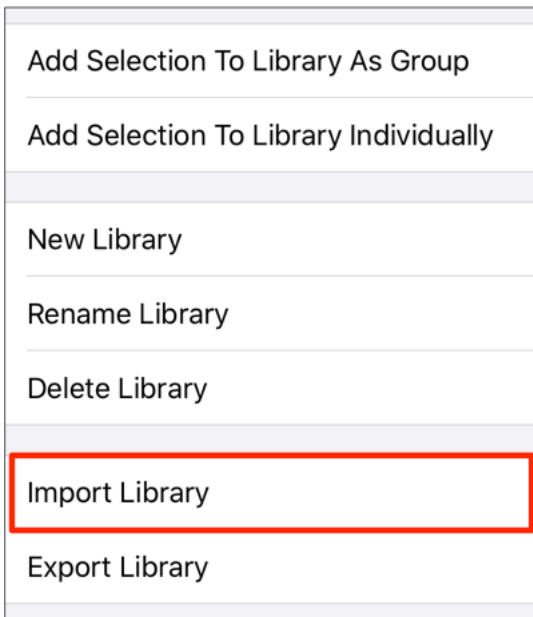 Add Selection To Library As Group
Add Selection To Library Individually
New Library
Rename Library
Delete Library
Import Library
Export Library